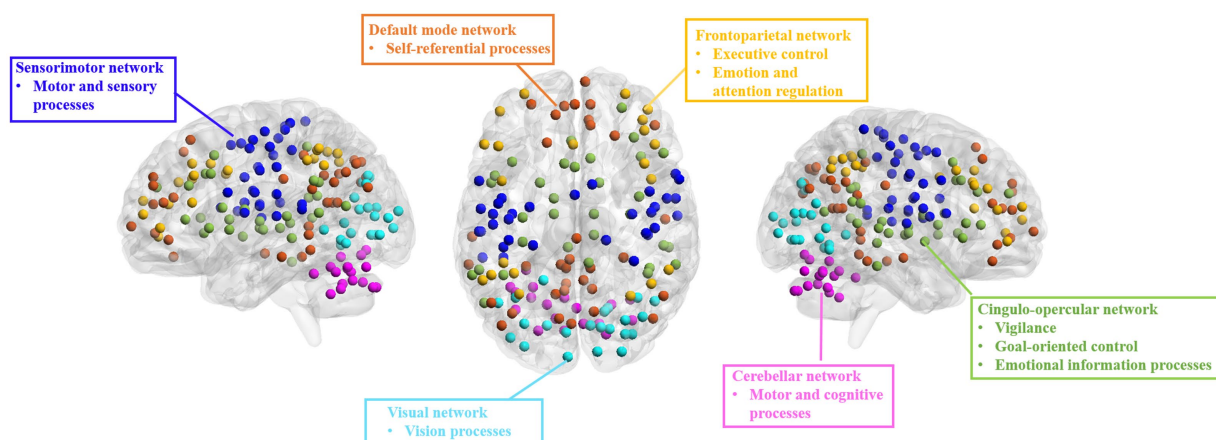 Default mode network
• Self-referential processes
Frontoparietal network
• Executive control
• Emotion and
attention regulation
Sensorimotor network
• Motor and sensory
processes
Cingulo-opercular network
• Vigilance
• Goal-oriented control
• Emotional information processes
Cerebellar network
• Motor and cognitive
processes
Visual network
• Vision processes